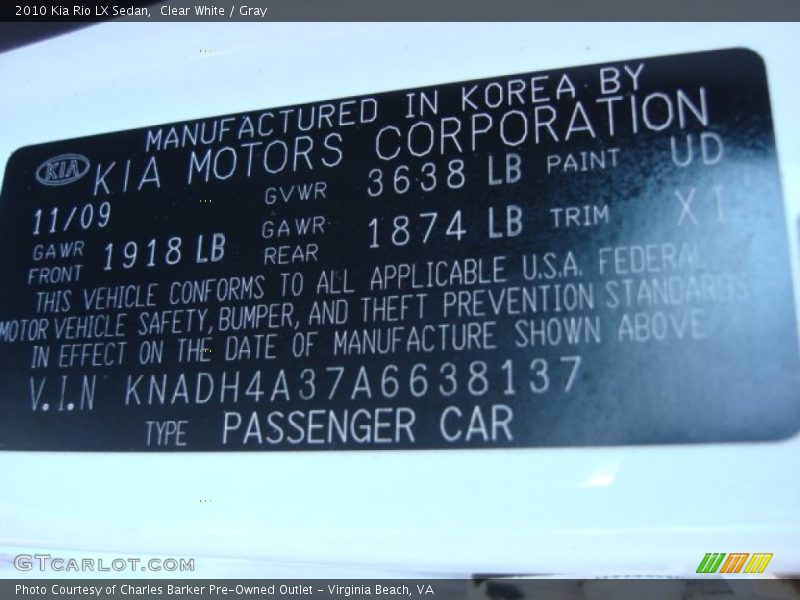 2010 Kia Rio LX Sedan,  Clear White / Gray
MANUFACTURED IN KOREA BY
KIA KIA MOTORS CORPORATION
11/09 GVWR 3638 LB PAINT UD
GAWR FRONT 1918 LB GAWR REAR 1874 LB TRIM XI
THIS VEHICLE CONFORMS TO ALL APPLICABLE U.S.A. FEDERAL
MOTOR VEHICLE SAFETY, BUMPER, AND THEFT PREVENTION STANDARDS
IN EFFECT ON THE DATE OF MANUFACTURE SHOWN ABOVE
V.I.N KNADH4A37A6638137
TYPE PASSENGER CAR
GTCARLOT.COM
Photo Courtesy of Charles Barker Pre-Owned Outlet - Virginia Beach, VA